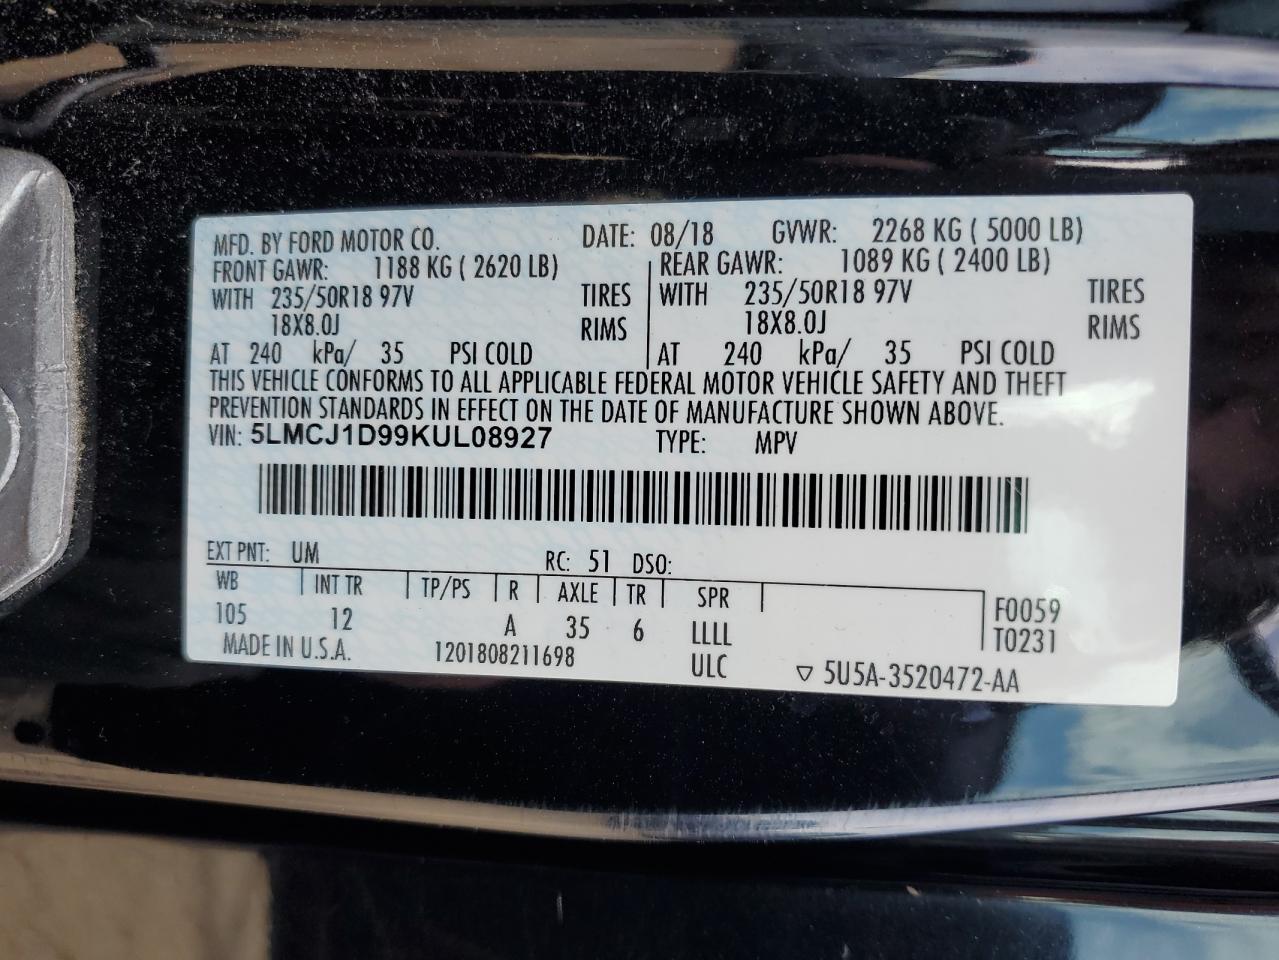 MFD. BY FORD MOTOR CO. DATE: 08/18 GVWR: 2268 KG ( 5000 LB)
FRONT GAWR: 1188 KG ( 2620 LB) REAR GAWR: 1089 KG ( 2400 LB)
WITH 235/50R18 97V TIRES WITH 235/50R18 97V TIRES
18X8.0J RIMS 18X8.0J RIMS
AT 240 kPa/ 35 PSI COLD AT 240 kPa/ 35 PSI COLD
THIS VEHICLE CONFORMS TO ALL APPLICABLE FEDERAL MOTOR VEHICLE SAFETY AND THEFT
PREVENTION STANDARDS IN EFFECT ON THE DATE OF MANUFACTURE SHOWN ABOVE.
VIN: 5LMCJ1D99KUL08927 TYPE: MPV
EXT PNT: UM RC: 51 DSO:
WB INT TR TP/PS R AXLE TR SPR F0059
105 12 A 35 6 LLLL T0231
MADE IN U.S.A. 1201808211698 ULC ▽ 5U5A-3520472-AA